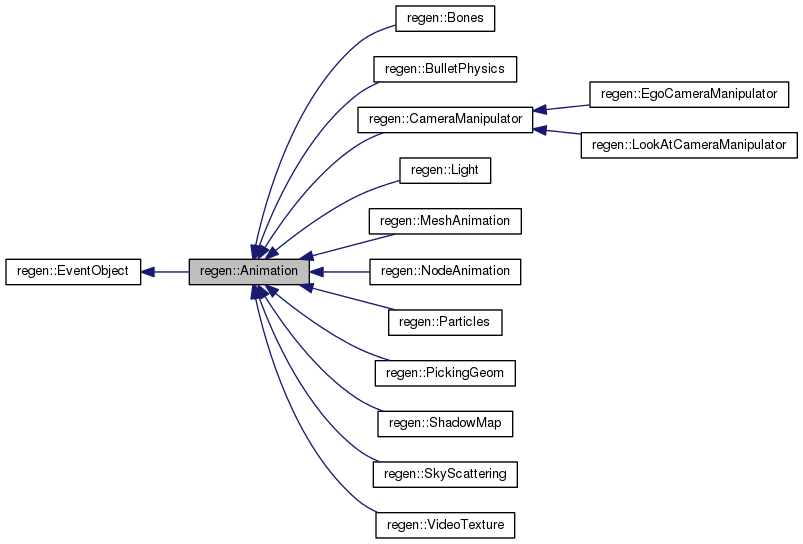 regen::Bones
regen::BulletPhysics
regen::EgoCameraManipulator
regen::CameraManipulator
regen::LookAtCameraManipulator
regen::Light
regen::MeshAnimation
regen::EventObject
regen::Animation
regen::NodeAnimation
regen::Particles
regen::PickingGeom
regen::ShadowMap
regen::SkyScattering
regen::VideoTexture